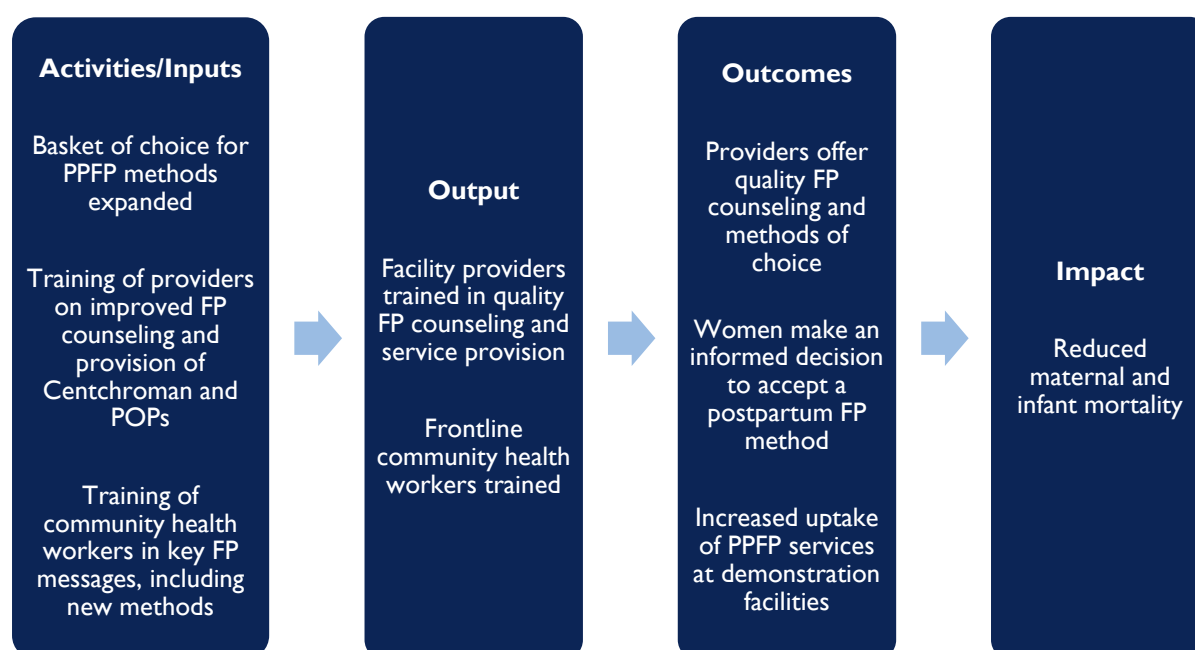 Activities/Inputs
Basket of choice for
PPFP methods
expanded
Training of providers
on improved FP
counseling and
provision of
Centchroman and
POPs
Training of
community health
workers in key FP
messages, including
new methods
Output
Facility providers
trained in quality
FP counseling and
service provision
Frontline
community health
workers trained
Outcomes
Providers offer
quality FP
counseling and
methods of
choice
Women make an
informed decision
to accept a
postpartum FP
method
Increased uptake
of PPFP services
at demonstration
facilities
Impact
Reduced
maternal and
infant mortality